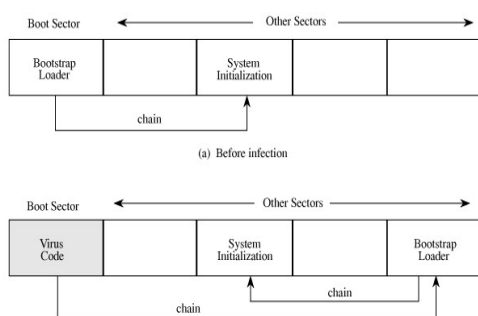 Boot Sector
Other Sectors
Bootstrap
Loader
System
Initialization
chain
(a) Before infection
Boot Sector
Other Sectors
Virus
Code
System
Initialization
Bootstrap
Loader
chain
chain